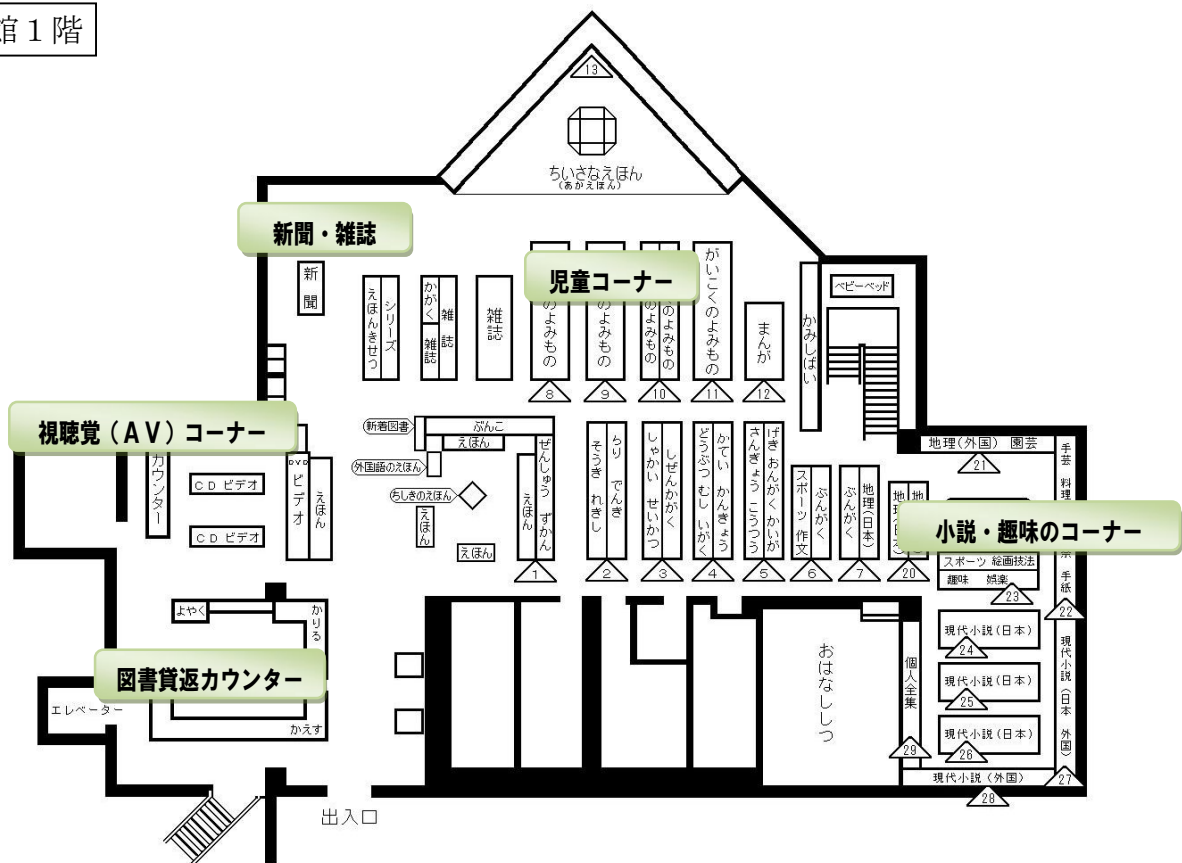 館１階
13
ちいさなえほん
(あかえほん)
新聞・雑誌
新聞
えほんきせつ
シリーズ
かがく
雑誌
雑誌
雑誌
児童コーナー
のよみもの
のよみもの
のよみもの
のよみもの
がいこくのよみもの
まんが
かみしばい
ベビーベッド
8
9
10
11
12
視聴覚（ＡＶ）コーナー
カウンター
ＣＤ ビデオ
ＣＤ ビデオ
DVD
ビデオ
えほん
新着図書
ぶんこ
えほん
外国語のえほん
ちしきのえほん
えほん
えほん
えほん
ぜんしゅう ずかん
そうぎ れきし
ちり でんき
しゃかい せいかつ
しぜんかがく
どうぶつ むし いがく
かてい かんきょう
さんぎょう こうつう
げき おんがく かいが
スポーツ 作文
ぶんがく
ぶんがく
地理(日本)
1
2
3
4
5
6
7
20
地理(外国) 園芸
21
手芸 料理
手紙
小説・趣味のコーナー
スポーツ 絵画技法
趣味 娯楽
23
22
現代小説(日本)
24
現代小説(日本)
25
現代小説(日本)
26
現代小説(日本 外国)
27
個人全集
29
現代小説(外国)
28
おはなししつ
よやく
かりる
図書貸返カウンター
かえす
エレベーター
出入口